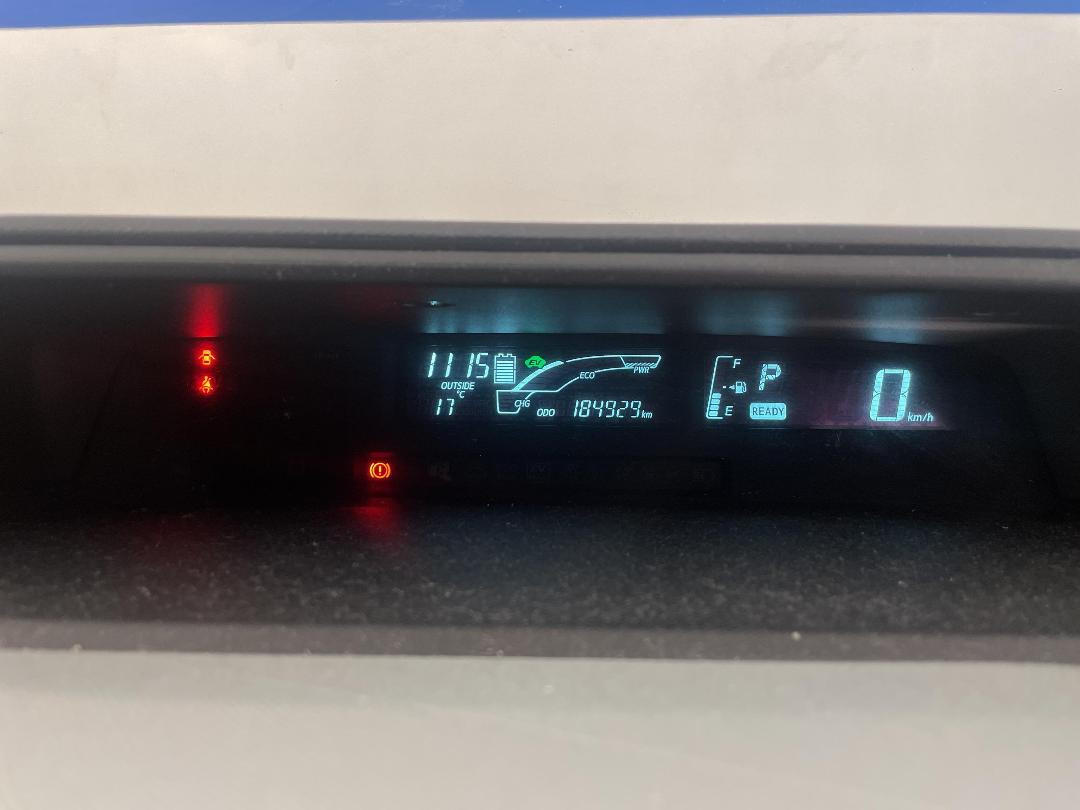 11 15
EV
PWR
ECO
OUTSIDE
°C
17
CHG
ODO 184929 km
F
P
E
READY
0 km/h